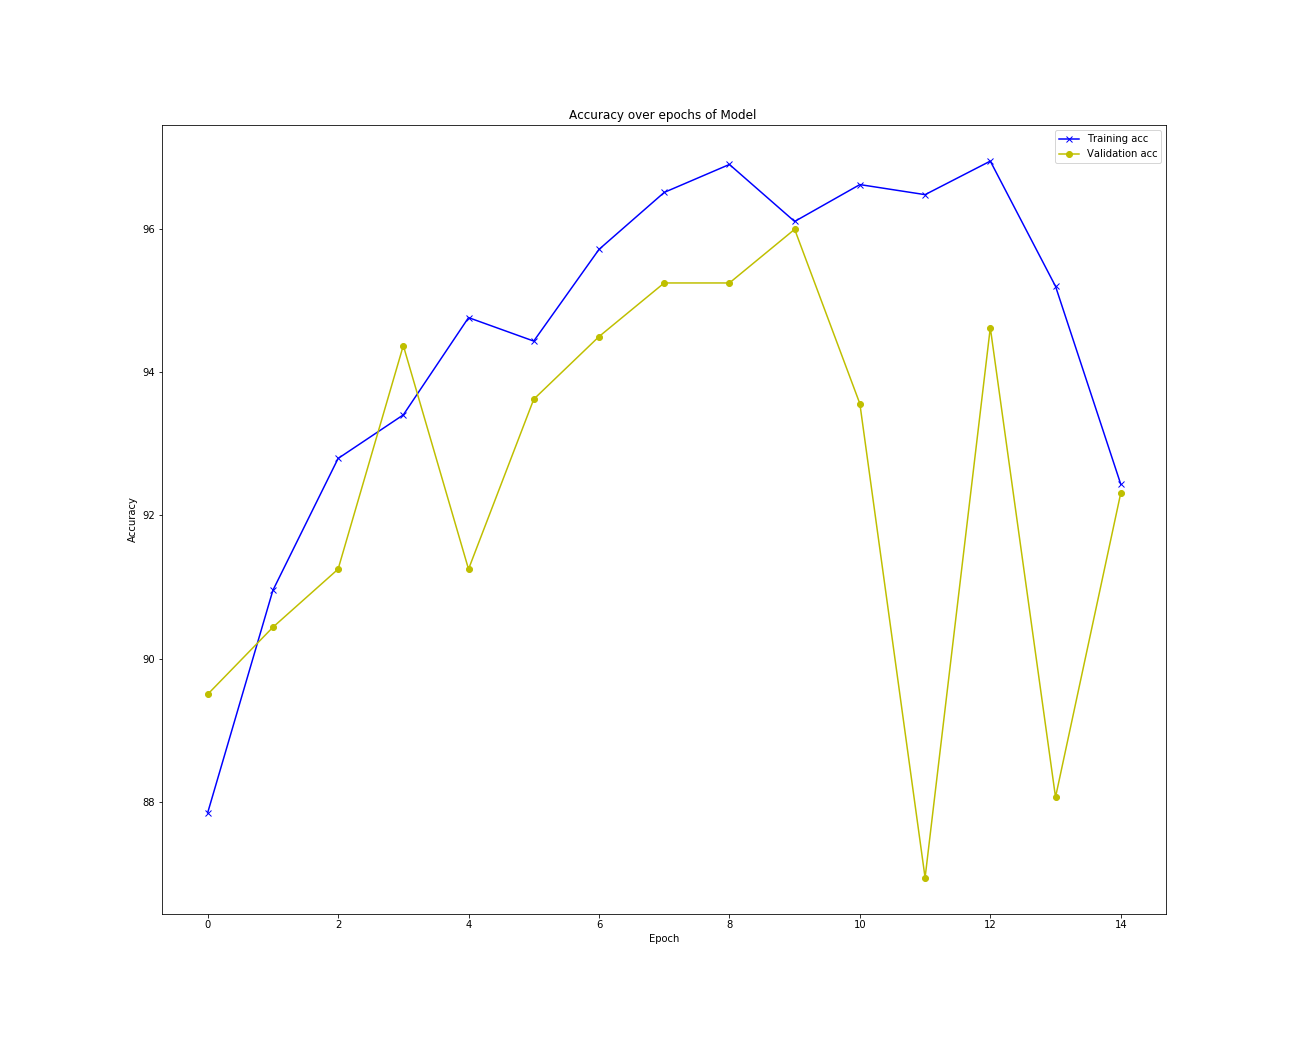 Accuracy over epochs of Model
Training acc
Validation acc
96
94
92
90
88
Accuracy
0 2 4 6 8 10 12 14
Epoch